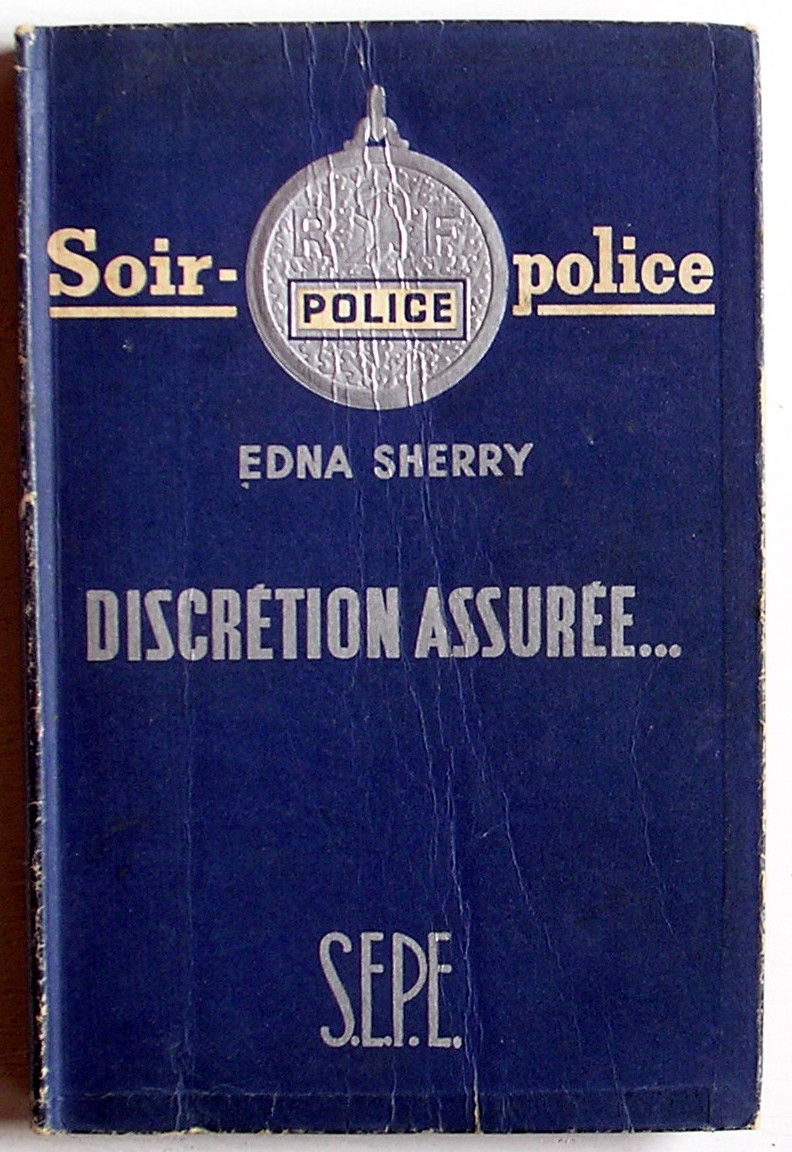 R F
Soir-
POLICE
police
EDNA SHERRY
DISCRÉTION ASSURÉE...
S.E.P.E.